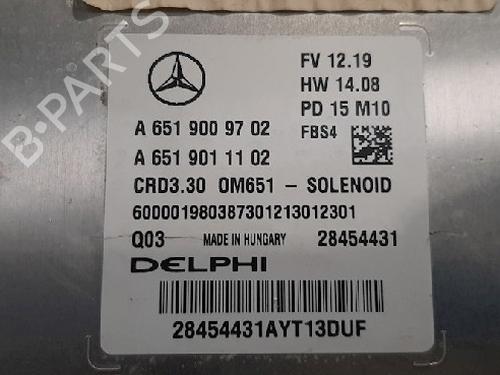 B-PARTS
FV 12.19
HW 14.08
PD 15 M10
A 651 900 97 02
FBS4
A 651 901 11 02
CRD3.30 OM651 - SOLENOID
600001980387301213012301
Q03 MADE IN HUNGARY 28454431
DELPHI
28454431AYT13DUF